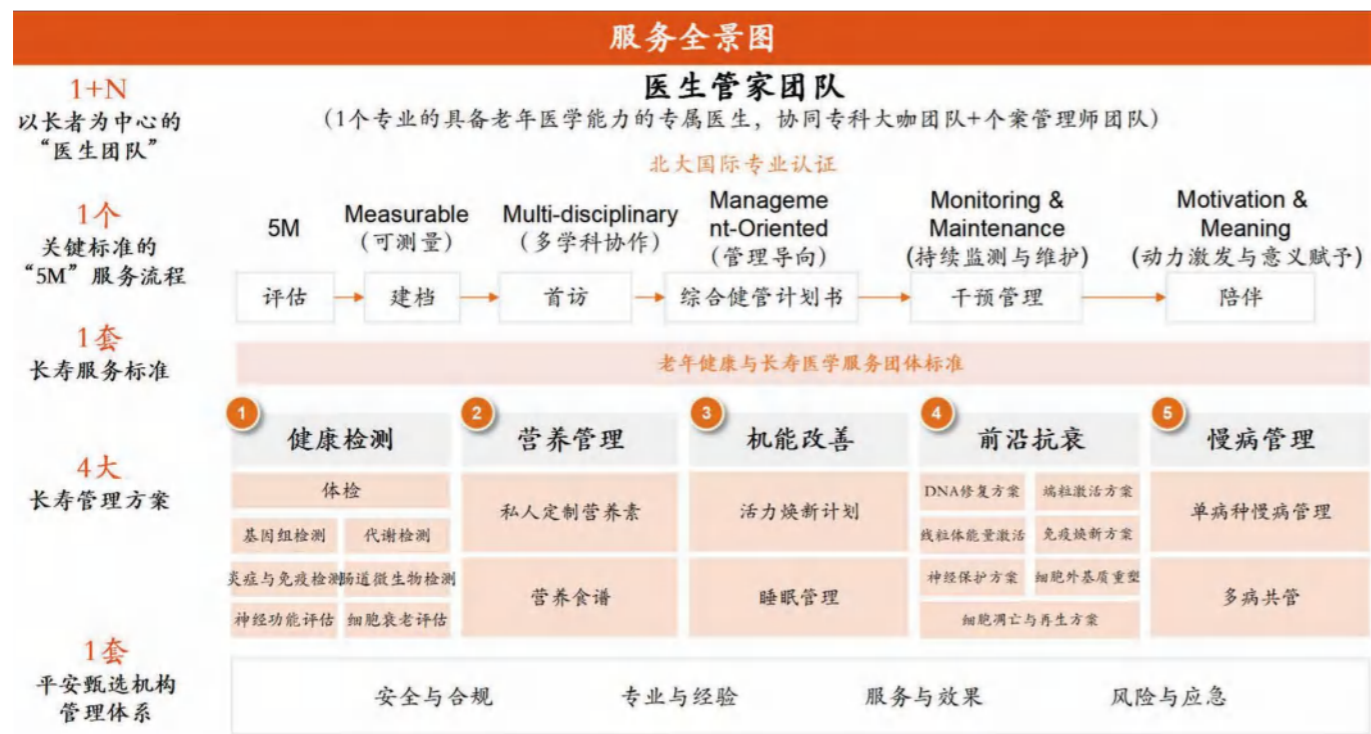 服务全景图
1+N
以长者为中心的
“医生团队”
医生管家团队
(1个专业的具备老年医学能力的专属医生，协同专科大咖团队+个案管理师团队)
北大国际专业认证
1个
关键标准的
“5M”服务流程
5M
Measurable
(可测量)
Multi-disciplinary
(多学科协作)
Manageme
nt-Oriented
(管理导向)
Monitoring &
Maintenance
(持续监测与维护)
Motivation &
Meaning
(动力激发与意义赋予)
评估
建档
首访
综合健管计划书
干预管理
陪伴
1套
长寿服务标准
老年健康与长寿医学服务团体标准
4大
长寿管理方案
1
健康检测
体检
基因组检测
代谢检测
炎症与免疫检测
肠道微生物检测
神经功能评估
细胞衰老评估
2
营养管理
私人定制营养素
营养食谱
3
机能改善
活力焕新计划
睡眠管理
4
前沿抗衰
DNA修复方案
端粒激活方案
线粒体能量激活
免疫焕新方案
神经保护方案
细胞外基质重塑
细胞凋亡与再生方案
5
慢病管理
单病种慢病管理
多病共管
1套
平安甄选机构
管理体系
安全与合规
专业与经验
服务与效果
风险与应急